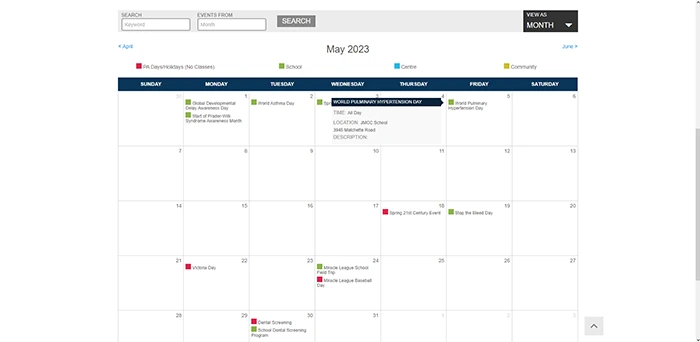 SEARCH
EVENTS FROM
Keyword
Month
SEARCH
VIEW AS
MONTH
< April
May 2023
June >
PA Days/Holidays (No Classes)
School
Centre
Community
SUNDAY
MONDAY
TUESDAY
WEDNESDAY
THURSDAY
FRIDAY
SATURDAY
30
1
Global Developmental
Delay Awareness Day
Start of Prader-Willi
Syndrome Awareness Month
2
World Asthma Day
3
WORLD PULMONARY HYPERTENSION DAY
TIME: All Day
LOCATION: JMCC School
3945 Matchette Road
DESCRIPTION:
4
5
World Pulmonary
Hypertension Day
6
7
8
9
10
11
12
13
14
15
16
17
18
Spring 21st Century Event
19
Stop the Bleed Day
20
21
22
Victoria Day
23
24
Miracle League School
Field Trip
Miracle League Baseball
Day
25
26
27
28
29
30
Dental Screening
School Dental Screening
Program
31
1
2
3